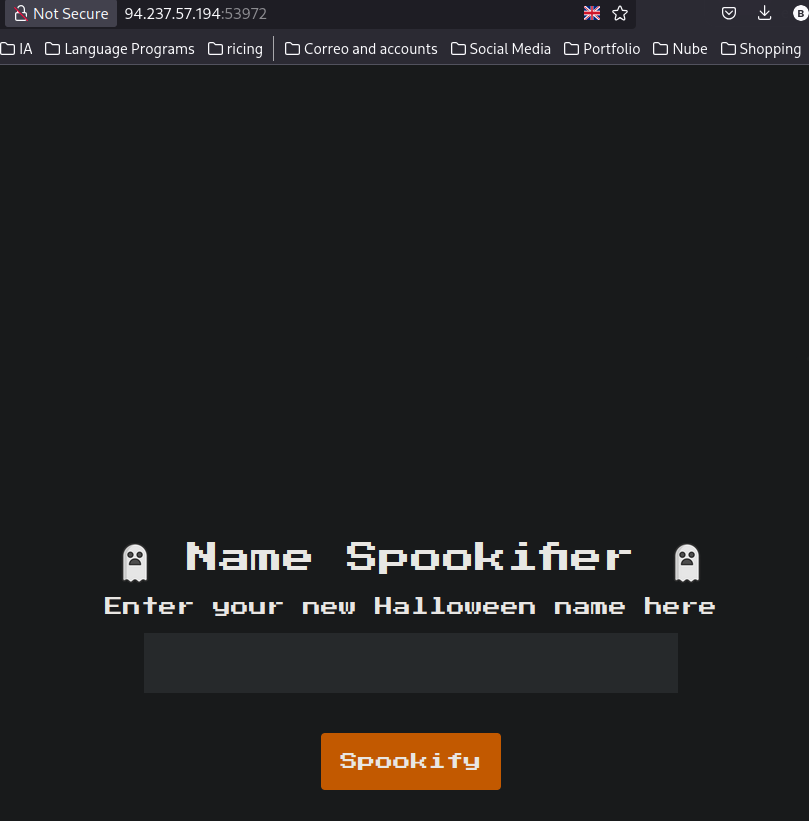 Not Secure 94.237.57.194:53972
IA Language Programs ricing Correo and accounts Social Media Portfolio Nube Shopping
Name Spookifier
Enter your new Halloween name here
Spookify